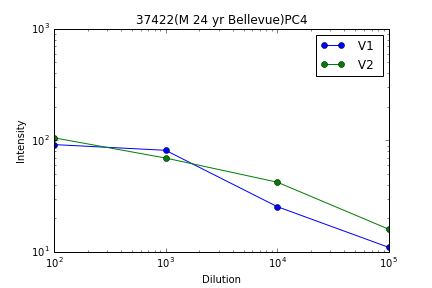 37422(M 24 yr Bellevue)PC4
10³
V1
V2
10²
Intensity
10¹
10² 10³ 10⁴ 10⁵
Dilution